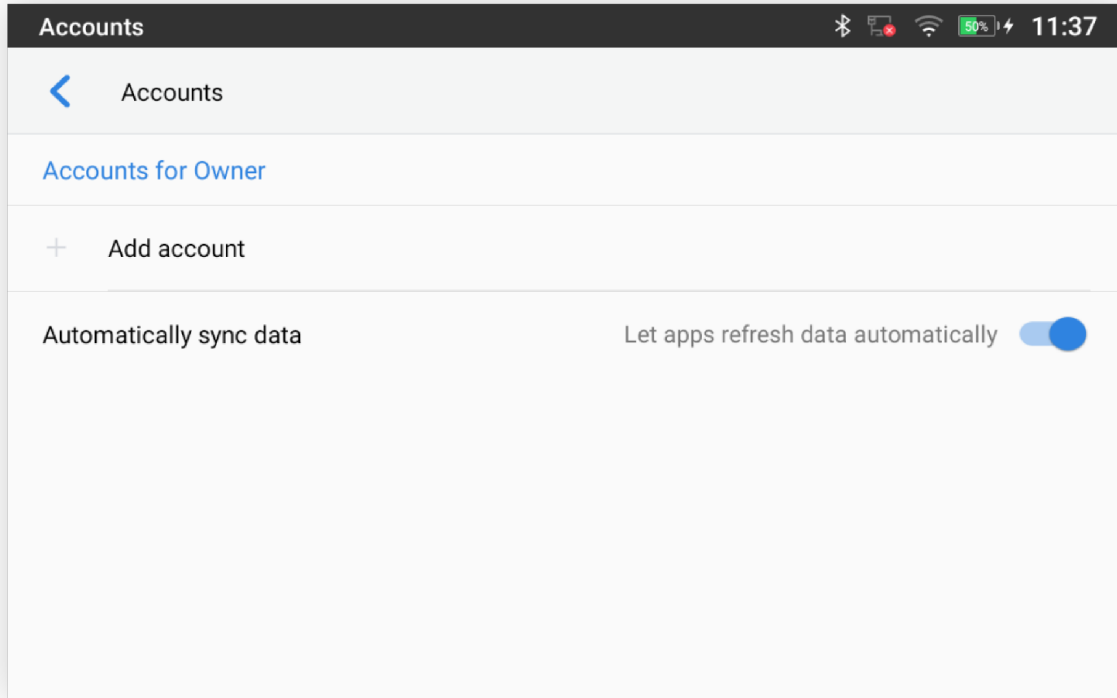 Accounts 50% 11:37
Accounts
Accounts for Owner
Add account
Automatically sync data Let apps refresh data automatically